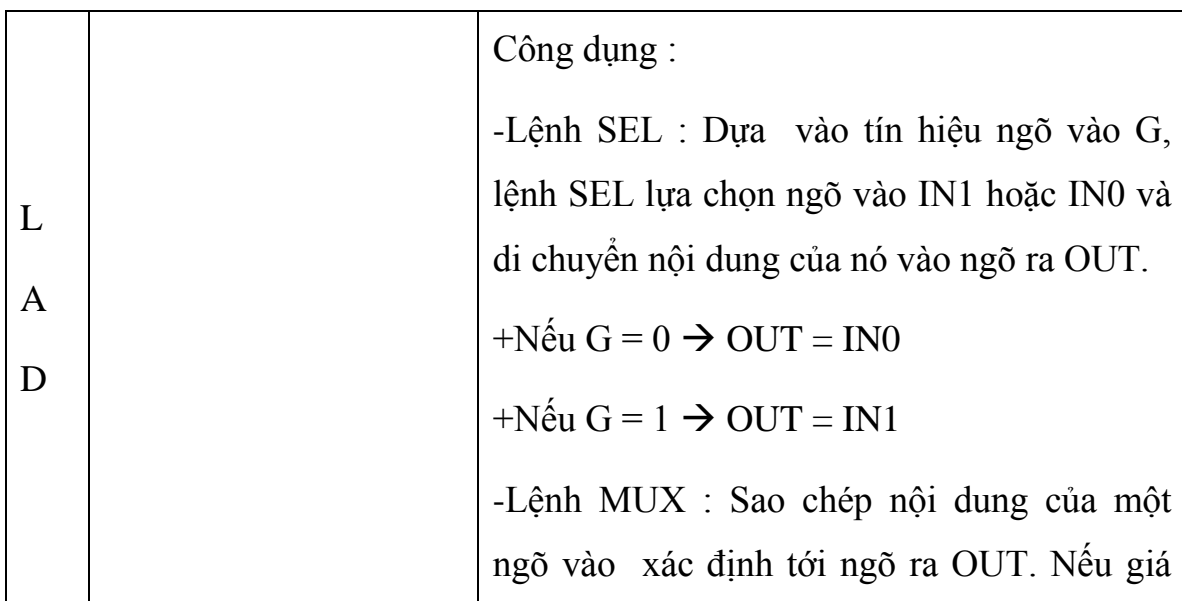 L
A
D
Công dụng :
-Lệnh SEL : Dựa vào tín hiệu ngõ vào G,
lệnh SEL lựa chọn ngõ vào IN1 hoặc IN0 và
di chuyển nội dung của nó vào ngõ ra OUT.
+Nếu G = 0 → OUT = IN0
+Nếu G = 1 → OUT = IN1
-Lệnh MUX : Sao chép nội dung của một
ngõ vào xác định tới ngõ ra OUT. Nếu giá